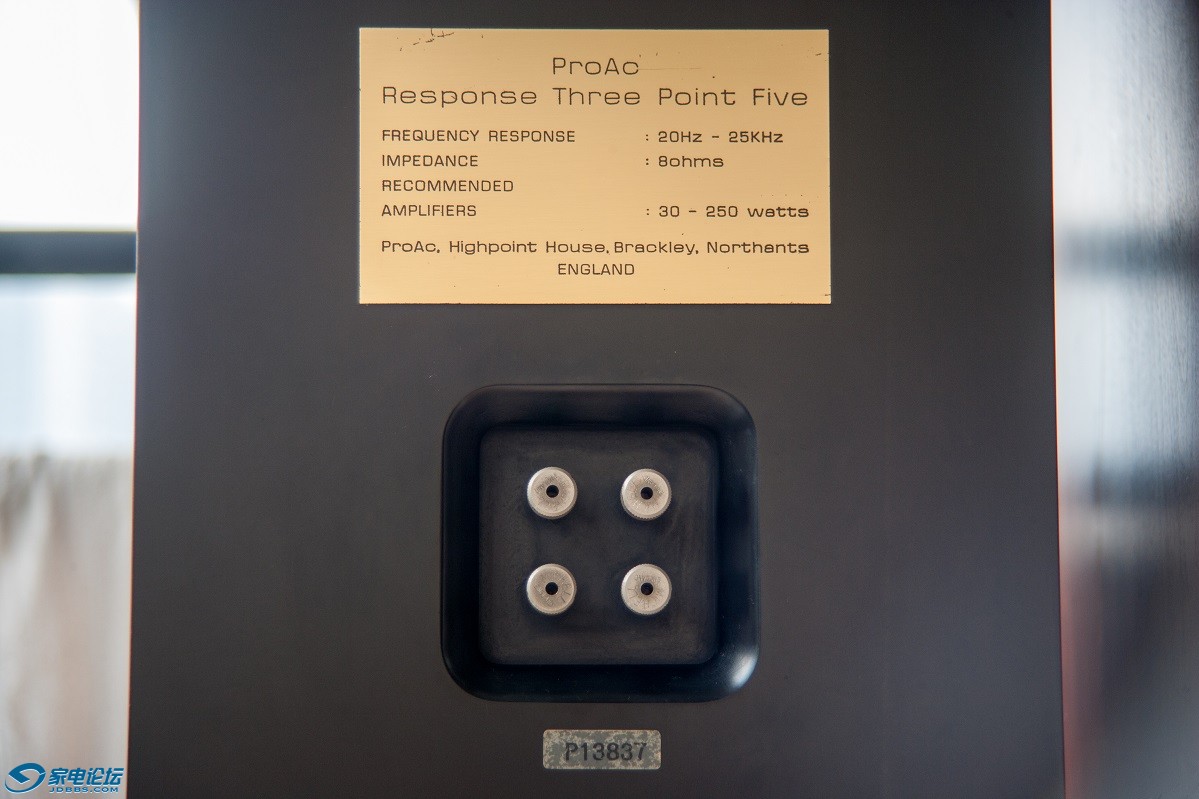 ProAc
Response Three Point Five
FREQUENCY RESPONSE : 20Hz - 25KHz
IMPEDANCE : 8ohms
RECOMMENDED
AMPLIFIERS : 30 - 250 watts
ProAc, Highpoint House, Brackley, Northants
ENGLAND
P13837
家电论坛
JDBBS.COM